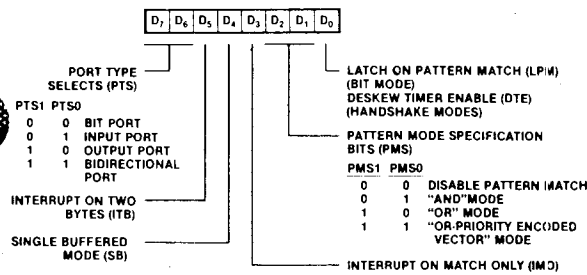 D7 D6 D5 D4 D3 D2 D1 D0
PORT TYPE
SELECTS (PTS)
PTS1 PTS0
0 0 BIT PORT
0 1 INPUT PORT
1 0 OUTPUT PORT
1 1 BIDIRECTIONAL
PORT
INTERRUPT ON TWO
BYTES (ITB)
SINGLE BUFFERED
MODE (SB)
LATCH ON PATTERN MATCH (LPM)
(BIT MODE)
DESKEW TIMER ENABLE (DTE)
(HANDSHAKE MODES)
PATTERN MODE SPECIFICATION
BITS (PMS)
PMS1 PMS0
0 0 DISABLE PATTERN MATCH
0 1 "AND" MODE
1 0 "OR" MODE
1 1 "OR-PRIORITY ENCODED
VECTOR" MODE
INTERRUPT ON MATCH ONLY (IMO)